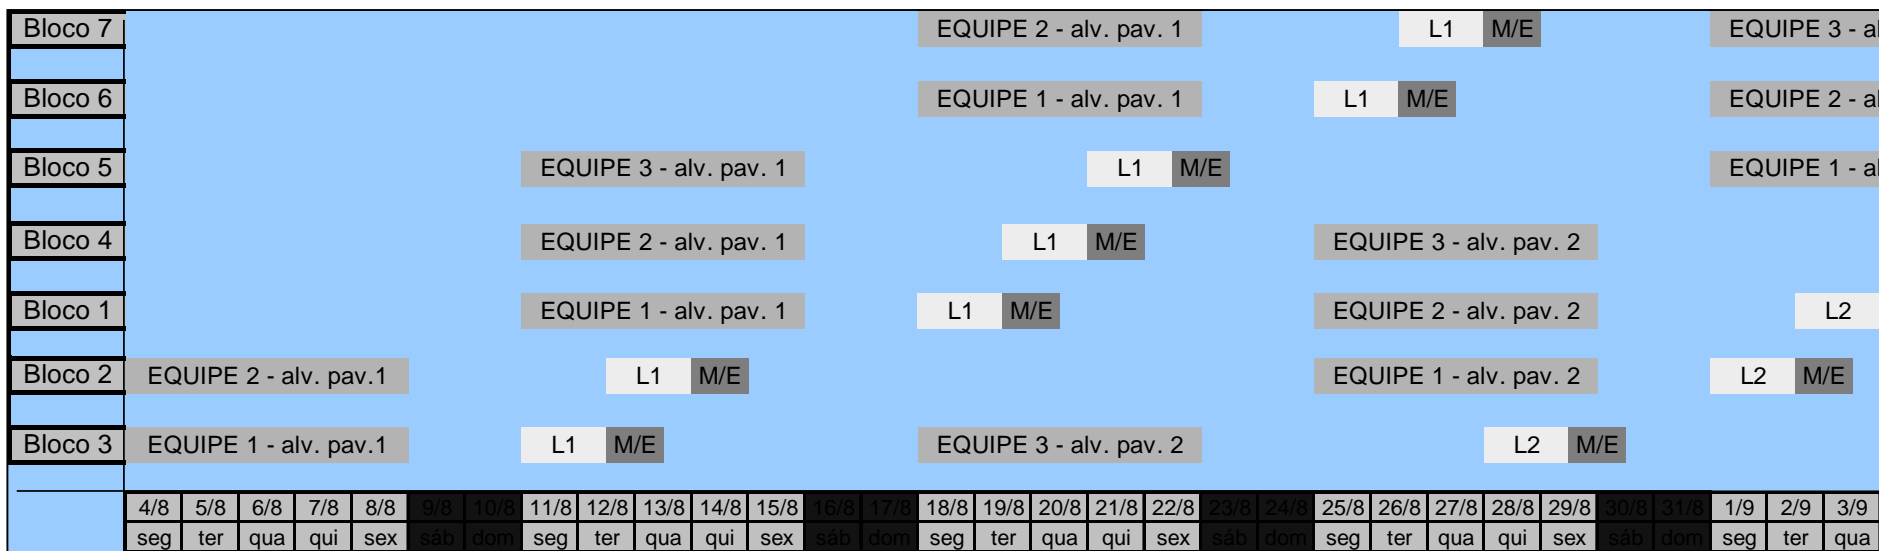 Bloco 7 EQUIPE 2 - alv. pav. 1 L1 M/E EQUIPE 3 - al
Bloco 6 EQUIPE 1 - alv. pav. 1 L1 M/E EQUIPE 2 - al
Bloco 5 EQUIPE 3 - alv. pav. 1 L1 M/E EQUIPE 1 - al
Bloco 4 EQUIPE 2 - alv. pav. 1 L1 M/E EQUIPE 3 - alv. pav. 2
Bloco 1 EQUIPE 1 - alv. pav. 1 L1 M/E EQUIPE 2 - alv. pav. 2 L2
Bloco 2 EQUIPE 2 - alv. pav.1 L1 M/E EQUIPE 1 - alv. pav. 2 L2 M/E
Bloco 3 EQUIPE 1 - alv. pav.1 L1 M/E EQUIPE 3 - alv. pav. 2 L2 M/E
4/8 5/8 6/8 7/8 8/8 9/8 10/8 11/8 12/8 13/8 14/8 15/8 16/8 17/8 18/8 19/8 20/8 21/8 22/8 23/8 24/8 25/8 26/8 27/8 28/8 29/8 30/8 31/8 1/9 2/9 3/9
seg ter qua qui sex sáb dom seg ter qua qui sex sáb dom seg ter qua qui sex sáb dom seg ter qua qui sex sáb dom seg ter qua